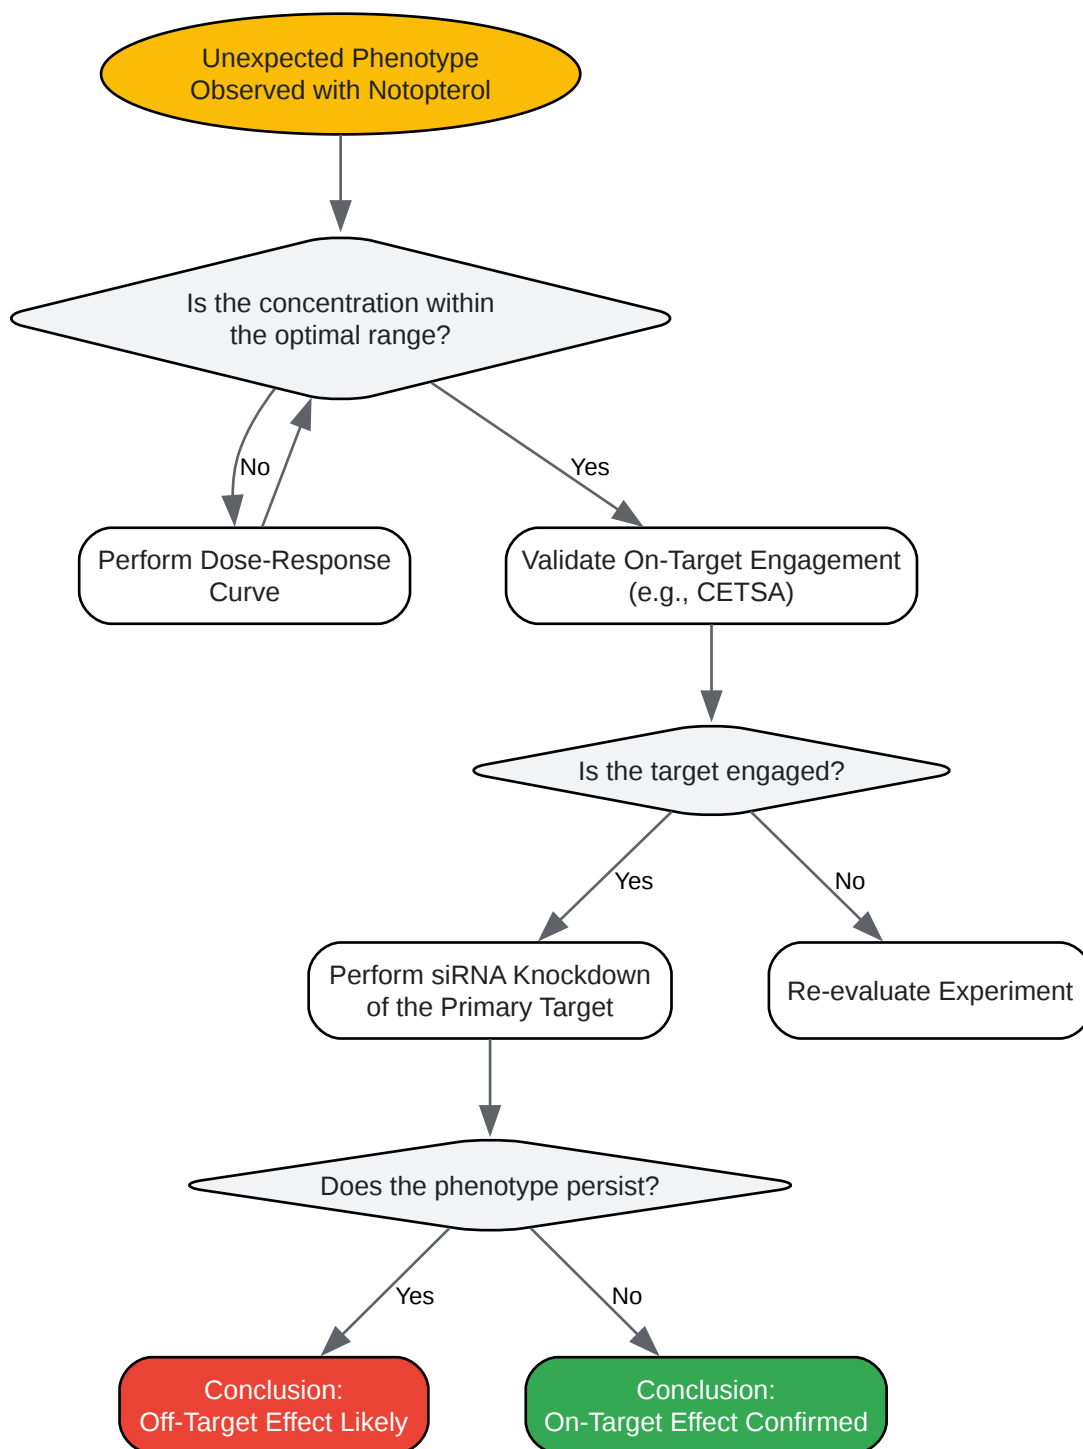 Unexpected Phenotype
Observed with Notopterol
Is the concentration within
the optimal range?
No
Yes
Perform Dose-Response
Curve
Validate On-Target Engagement
(e.g., CETSA)
Is the target engaged?
Yes
No
Perform siRNA Knockdown
of the Primary Target
Re-evaluate Experiment
Does the phenotype persist?
Yes
No
Conclusion:
Off-Target Effect Likely
Conclusion:
On-Target Effect Confirmed